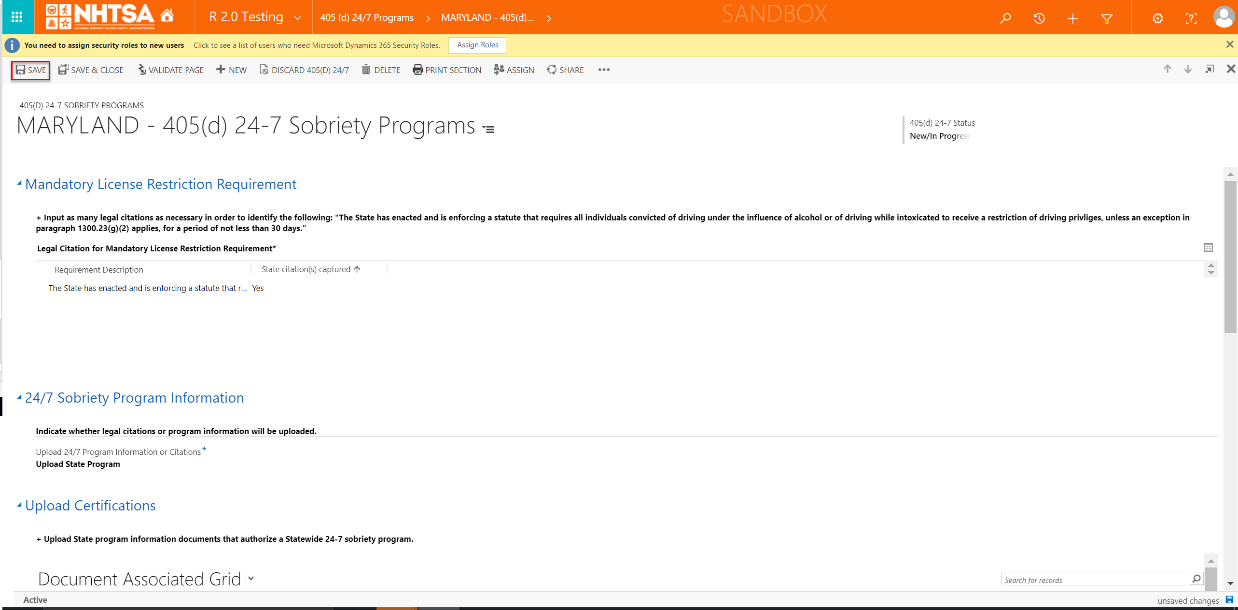 NHTSA R 2.0 Testing 405 (d) 24/7 Programs MARYLAND - 405(d)... SANDBOX
You need to assign security roles to new users Click to see a list of users who need Microsoft Dynamics 365 Security Roles. Assign Roles
SAVE SAVE & CLOSE VALIDATE PAGE NEW DISCARD 405(D) 24/7 DELETE PRINT SECTION ASSIGN SHARE
405(D) 24-7 SOBRIETY PROGRAMS
MARYLAND - 405(d) 24-7 Sobriety Programs
405(d) 24-7 Status
New/In Progress
Mandatory License Restriction Requirement
+ Input as many legal citations as necessary in order to identify the following: "The State has enacted and is enforcing a statute that requires all individuals convicted of driving under the influence of alcohol or of driving while intoxicated to receive a restriction of driving privliges, unless an exception in
paragraph 1300.23(g)(2) applies, for a period of not less than 30 days."
Legal Citation for Mandatory License Restriction Requirement*
Requirement Description State citation(s) captured
The State has enacted and is enforcing a statute that r... Yes
24/7 Sobriety Program Information
Indicate whether legal citations or program information will be uploaded.
Upload 24/7 Program Information or Citations*
Upload State Program
Upload Certifications
+ Upload State program information documents that authorize a Statewide 24-7 sobriety program.
Document Associated Grid
Search for records
Active
unsaved changes